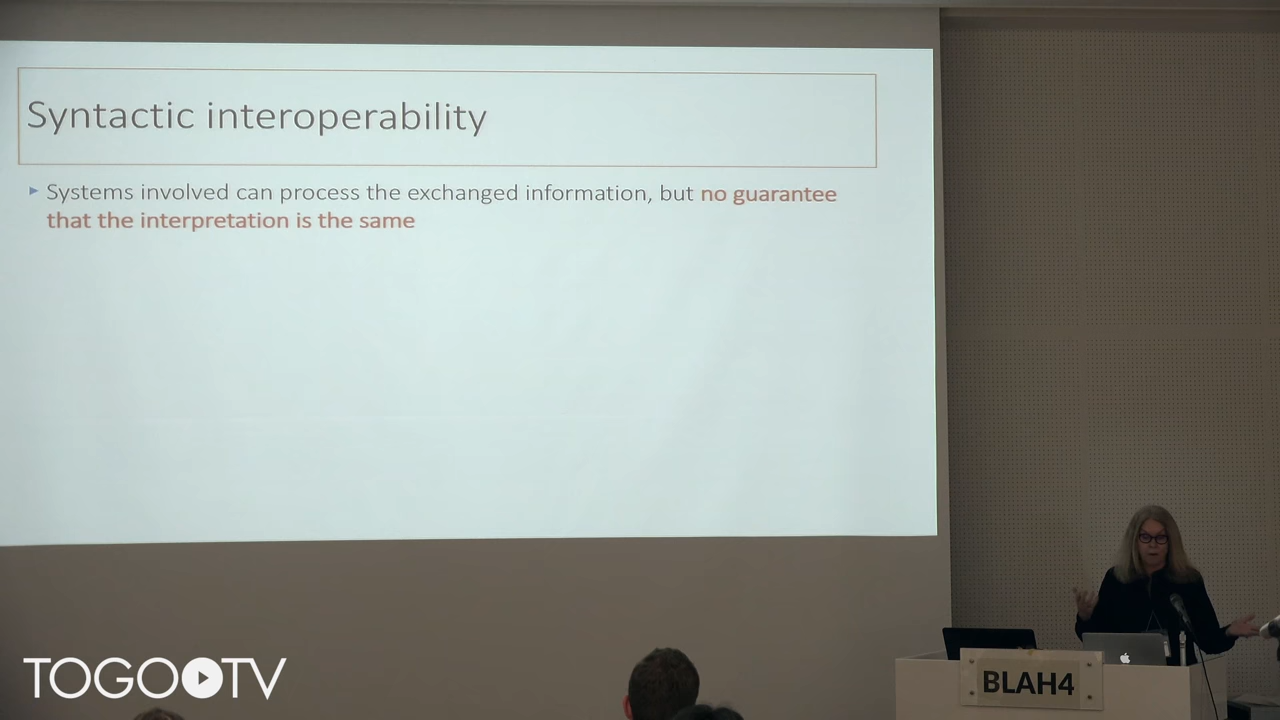 Syntactic interoperability
Systems involved can process the exchanged information, but no guarantee
that the interpretation is the same
BLAH4
TOGOTV